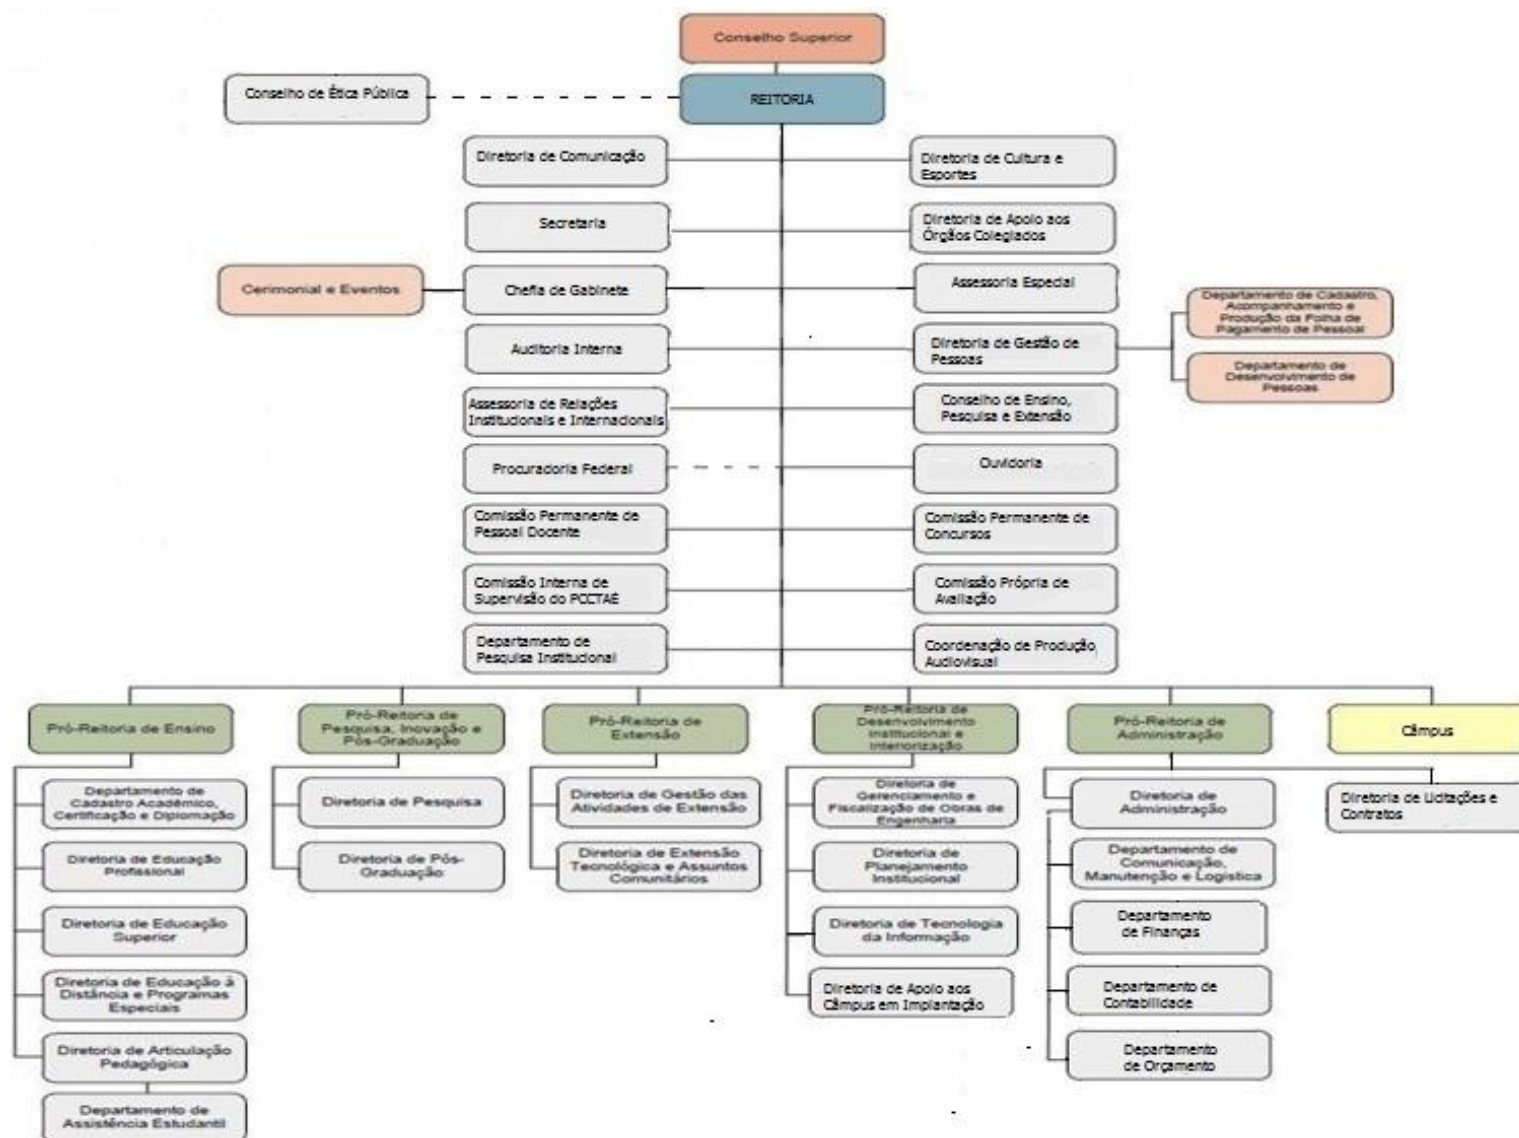 Conselho Superior
Conselho de Ética Pública
REITORIA
Diretoria de Comunicação
Diretoria de Cultura e
Esportes
Secretaria
Diretoria de Apoio aos
Órgãos Colegiados
Cerimonial e Eventos
Chefia de Gabinete
Assessoria Especial
Departamento de Cadastro,
Acompanhamento e
Produção da Folha de
Pagamento de Pessoal
Auditoria Interna
Diretoria de Gestão de
Pessoas
Departamento de
Desenvolvimento de
Pessoas
Assessoria de Relações
Institucionais e Internacionais
Conselho de Ensino,
Pesquisa e Extensão
Procuradoria Federal
Ouvidoria
Comissão Permanente de
Pessoal Docente
Comissão Permanente de
Concursos
Comissão Interna de
Supervisão do PCCTAE
Comissão Própria de
Avaliação
Departamento de
Pesquisa Institucional
Coordenação de Produção
Audiovisual
Pró-Reitoria de Ensino
Pró-Reitoria de
Pesquisa, Inovação e
Pós-Graduação
Pró-Reitoria de
Extensão
Pró-Reitoria de
Desenvolvimento
Institucional e
Interiorização
Pró-Reitoria de
Administração
Câmpus
Departamento de
Cadastro Acadêmico,
Certificação e Diplomação
Diretoria de Pesquisa
Diretoria de Gestão das
Atividades de Extensão
Diretoria de
Gerenciamento e
Fiscalização de Obras de
Engenharia
Diretoria de
Administração
Diretoria de Licitações e
Contratos
Diretoria de Educação
Profissional
Diretoria de Pós-
Graduação
Diretoria de Extensão
Tecnológica e Assuntos
Comunitários
Diretoria de
Planejamento
Institucional
Departamento de
Comunicação,
Manutenção e Logística
Diretoria de Educação
Superior
Diretoria de Tecnologia
da Informação
Departamento
de Finanças
Diretoria de Educação à
Distância e Programas
Especiais
Diretoria de Apoio aos
Câmpus em Implantação
Departamento de
Contabilidade
Diretoria de Articulação
Pedagógica
Departamento
de Orçamento
Departamento de
Assistência Estudantil